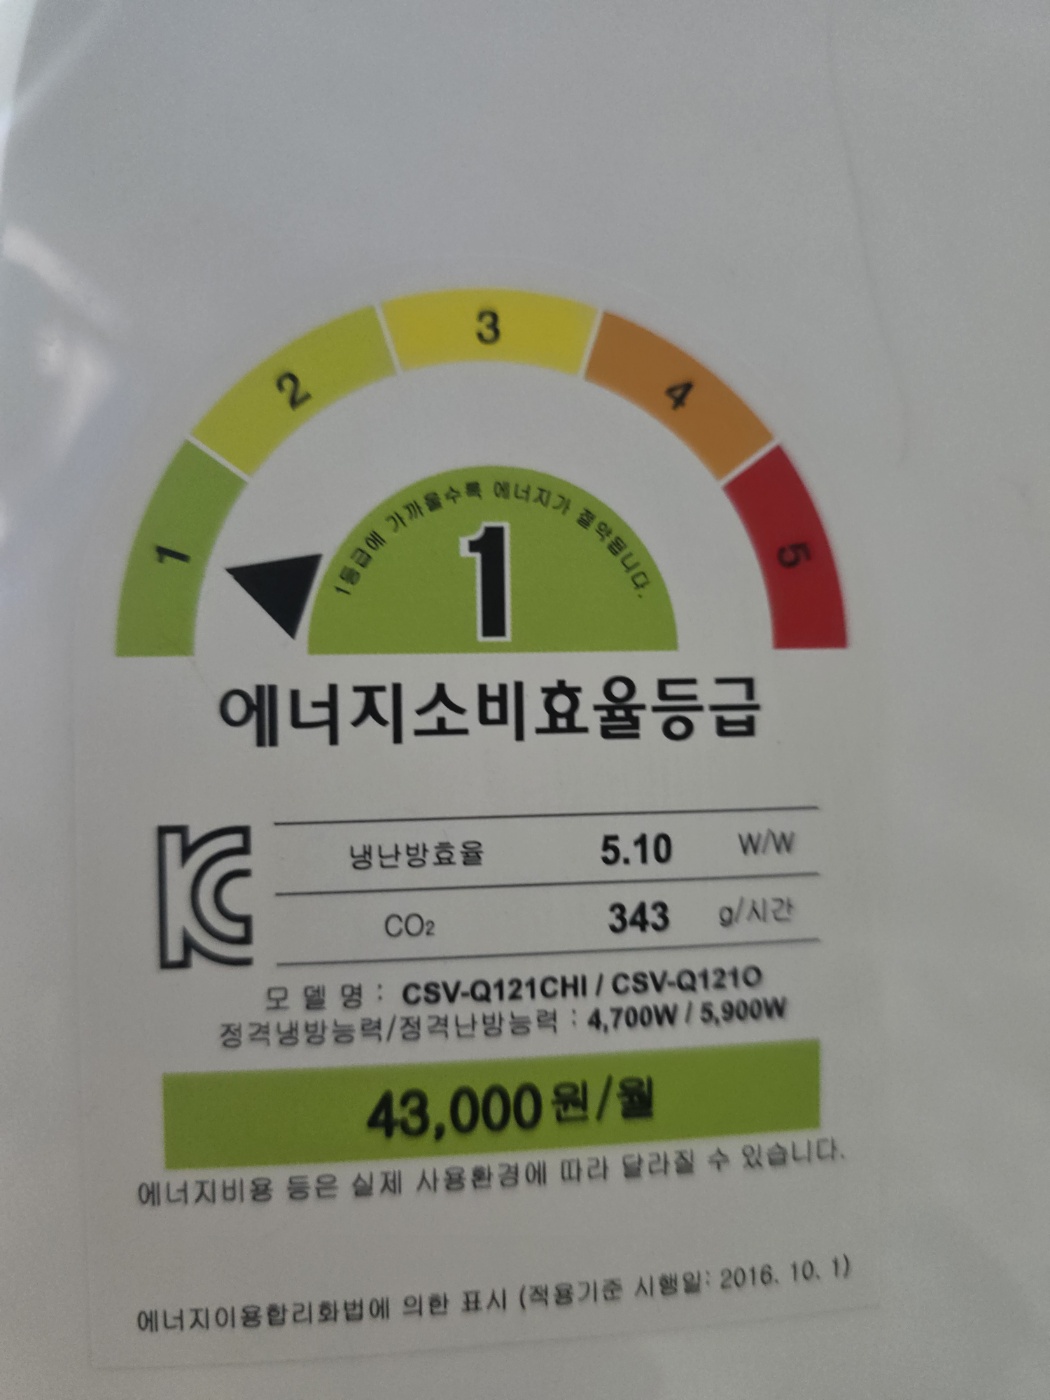 1
2
3
4
5
1등급에 가까울수록 에너지가 절약됩니다.
1
에너지소비효율등급
냉난방효율 5.10 W/W
CO₂ 343 g/시간
모 델 명 : CSV-Q121CHI / CSV-Q121O
정격냉방능력/정격난방능력 : 4,700W / 5,900W
43,000원/월
에너지비용 등은 실제 사용환경에 따라 달라질 수 있습니다.
에너지이용합리화법에 의한 표시 (적용기준 시행일: 2016. 10. 1)